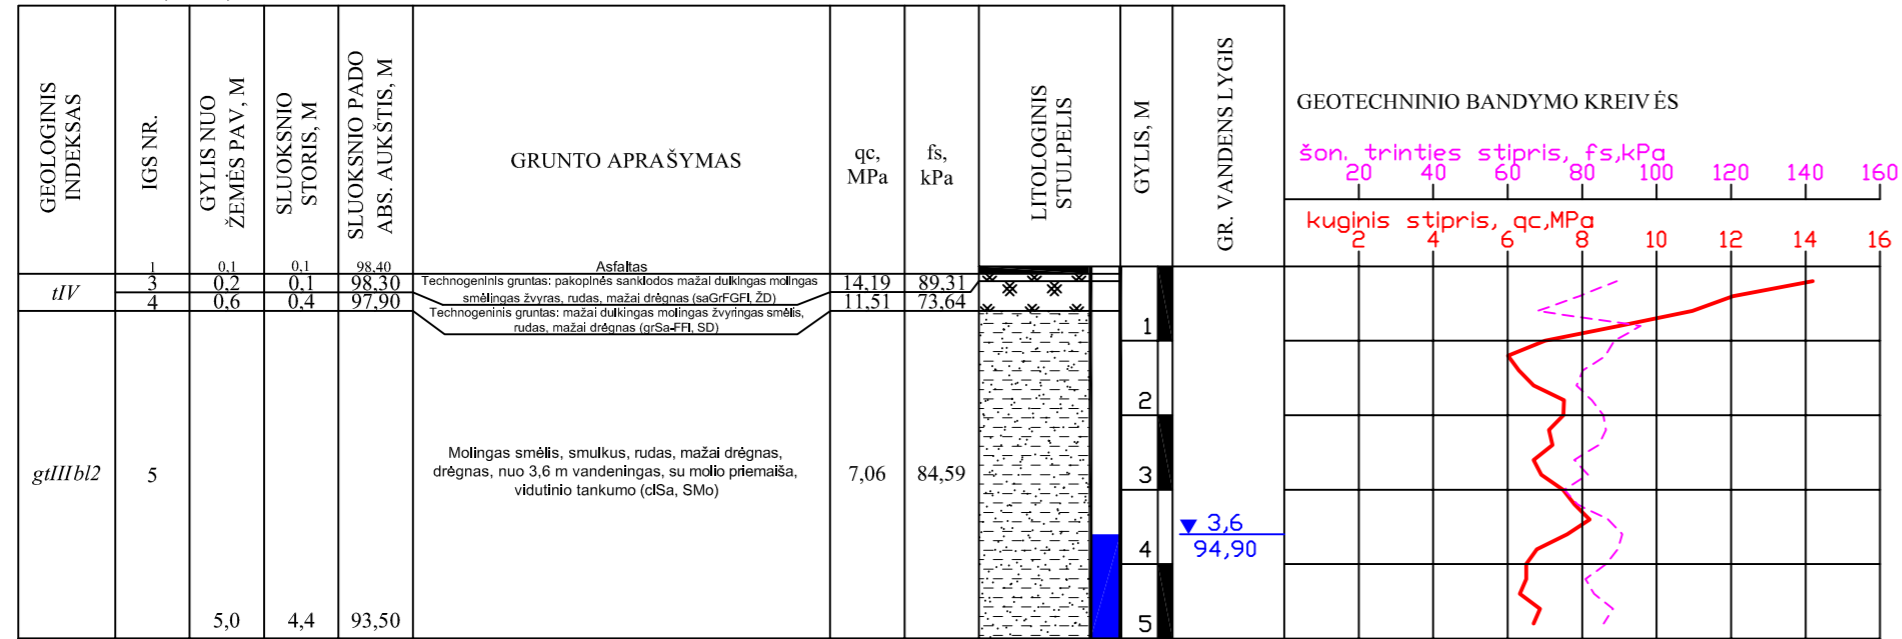 GEOLOGINIS
INDEKSAS
IGS NR.
GYLIS NUO
ŽEMĖS PAV, M
SLUOKSNIO
STORIS, M
SLUOKSNIO PADO
ABS. AUKŠTIS, M
GRUNTO APRAŠYMAS
qc,
MPa
fs,
kPa
LITOLOGINIS
STULPELIS
GYLIS, M
GR. VANDENS LYGIS
GEOTECHNINIO BANDYMO KREIVĖS
šon. trinties stipris, fs,kPa
20 40 60 80 100 120 140 160
kuginis stipris, qc,MPa
2 4 6 8 10 12 14 16
1 0,1 0,1 98,40 Asfaltas
tIV
3 0,2 0,1 98,30 14,19 89,31
Technogeninis gruntas: pakopinės sanklodos mažai dulkingas molingas
smėlingas žvyras, rudas, mažai drėgnas (saGrFGFl, ŽD)
4 0,6 0,4 97,90 11,51 73,64
Technogeninis gruntas: mažai dulkingas molingas žvyringas smėlis,
rudas, mažai drėgnas (grSa-FFl, SD)
gtIIIbl2 5 7,06 84,59
Molingas smėlis, smulkus, rudas, mažai drėgnas,
drėgnas, nuo 3,6 m vandeningas, su molio priemaiša,
vidutinio tankumo (clSa, SMo)
5,0 4,4 93,50
1
2
3
4
5
3,6
94,90